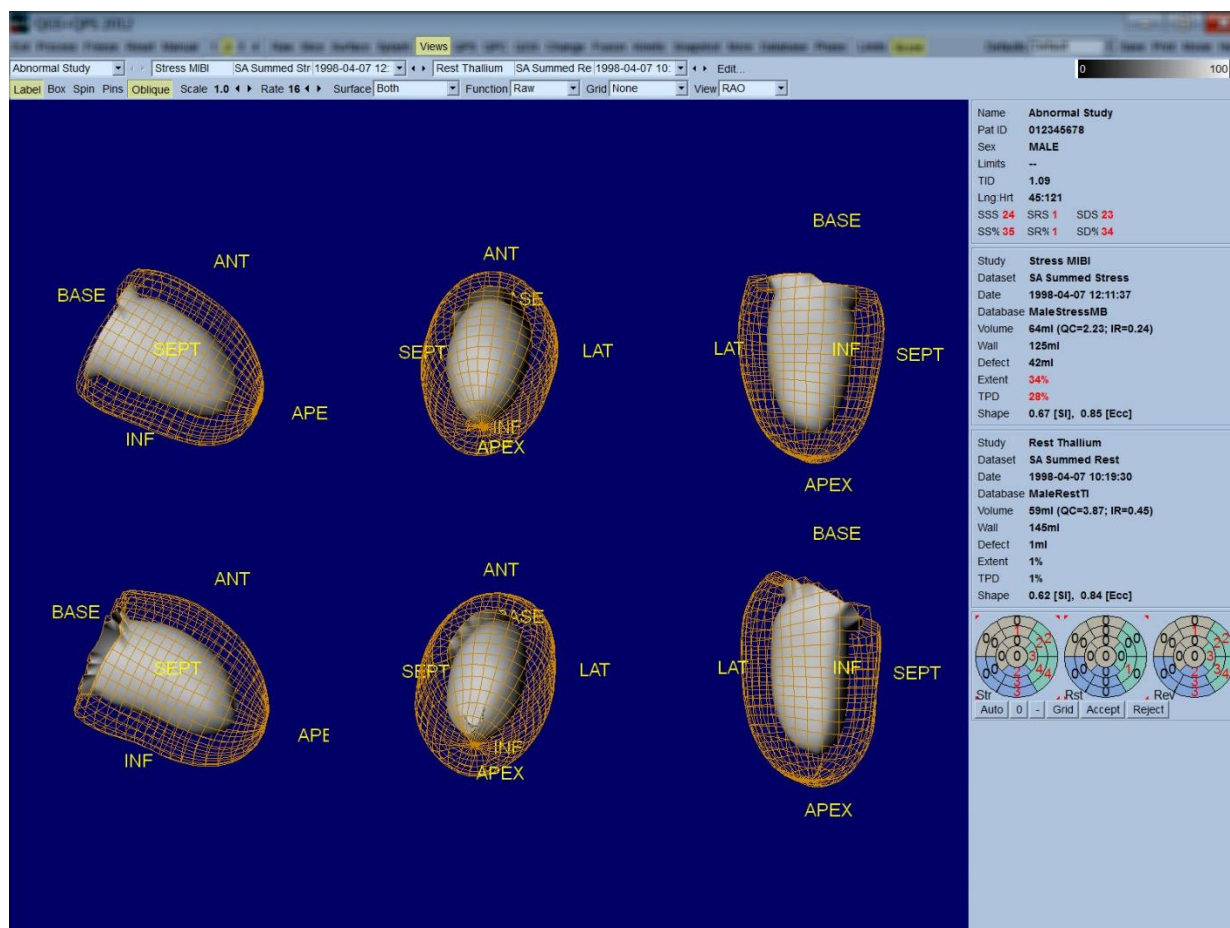 QGS+QPS 2012
Views
Abnormal Study Stress MIBI SA Summed Str 1998-04-07 12: Rest Thallium SA Summed Re 1998-04-07 10: Edit...
0 100
Label Box Spin Pins Oblique Scale 1.0 Rate 16 Surface Both Function Raw Grid None View RAO
BASE
ANT
BASE
SEPT
APE
INF
ANT
SEPT
LAT
INF
APEX
LAT
INF
SEPT
APEX
BASE
ANT
BASE
SEPT
APE
INF
ANT
BASE
SEPT
LAT
INF
APEX
LAT
INF
SEPT
APEX
Name Abnormal Study
Pat ID 012345678
Sex MALE
Limits --
TID 1.09
Lng:Hrt 45:121
SSS 24 SRS 1 SDS 23
SS% 35 SR% 1 SD% 34
Study Stress MIBI
Dataset SA Summed Stress
Date 1998-04-07 12:11:37
Database MaleStressMB
Volume 64ml (QC=2.23; IR=0.24)
Wall 125ml
Defect 42ml
Extent 34%
TPD 28%
Shape 0.67 [SI], 0.85 [Ecc]
Study Rest Thallium
Dataset SA Summed Rest
Date 1998-04-07 10:19:30
Database MaleRestTl
Volume 59ml (QC=3.87; IR=0.45)
Wall 145ml
Defect 1ml
Extent 1%
TPD 1%
Shape 0.62 [SI], 0.84 [Ecc]
Str Rst Rev
Auto 0 - Grid Accept Reject